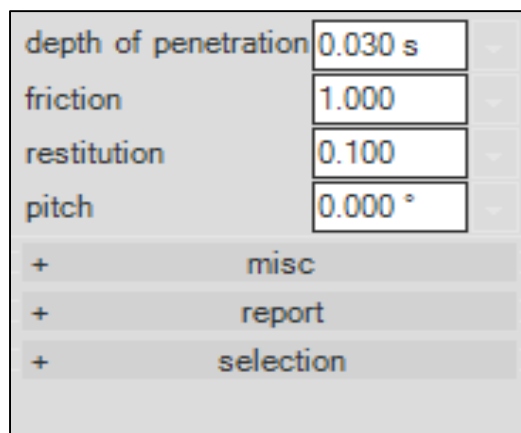 depth of penetration 0.030 s
friction 1.000
restitution 0.100
pitch 0.000 °
+ misc
+ report
+ selection